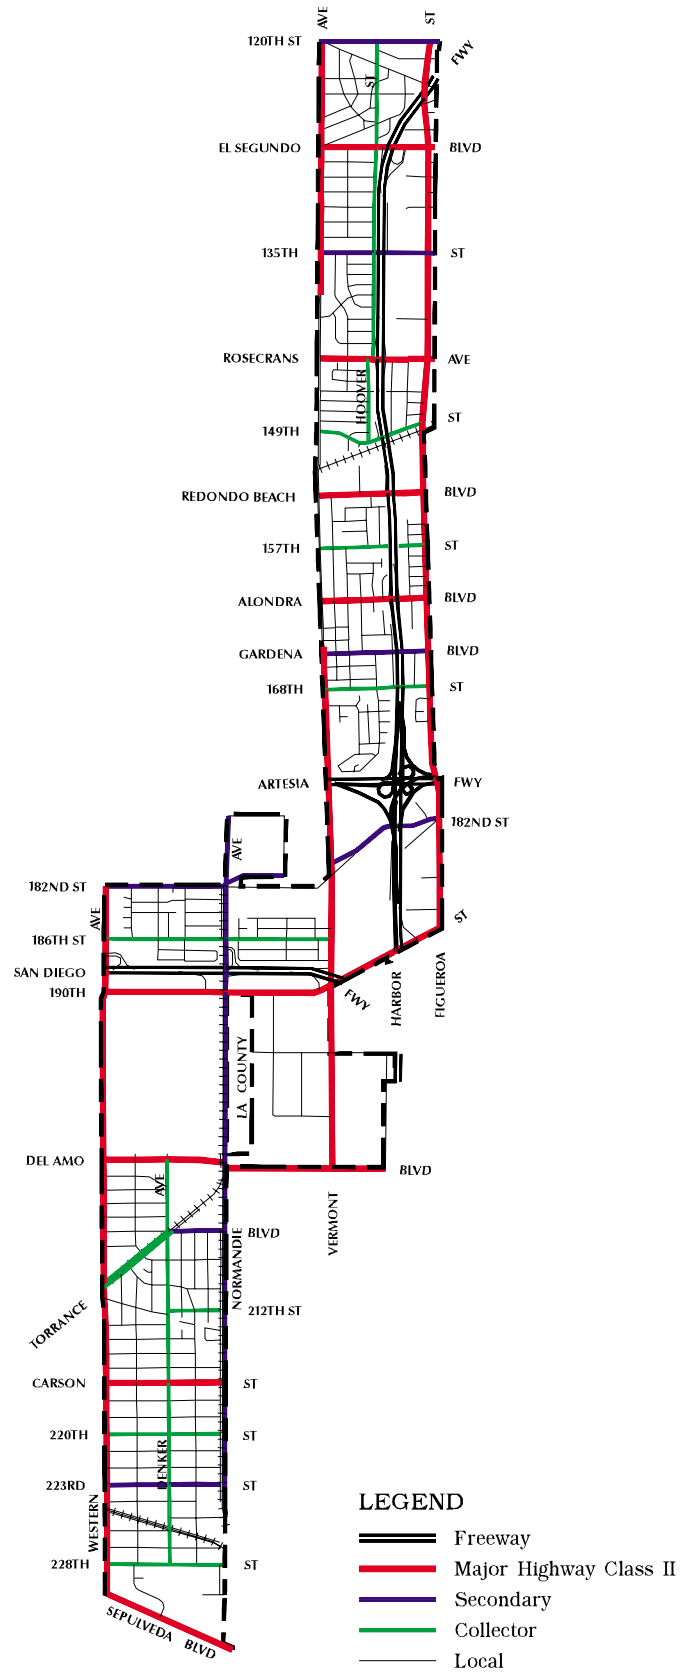 AVE
ST
120TH ST
FWY
ST
EL SEGUNDO
BLVD
135TH
ST
ROSECRANS
AVE
HOOVER
149TH
ST
REDONDO BEACH
BLVD
157TH
ST
ALONDRA
BLVD
GARDENA
BLVD
168TH
ST
ARTESIA
FWY
182ND ST
AVE
182ND ST
AVE
ST
186TH ST
SAN DIEGO
190TH
FWY
HARBOR
FIGUEROA
LA COUNTY
DEL AMO
BLVD
AVE
VERMONT
BLVD
NORMANDIE
212TH ST
TORRANCE
CARSON
ST
220TH
ST
DENKER
223RD
ST
WESTERN
228TH
ST
SEPULVEDA BLVD
LEGEND
Freeway
Major Highway Class II
Secondary
Collector
Local